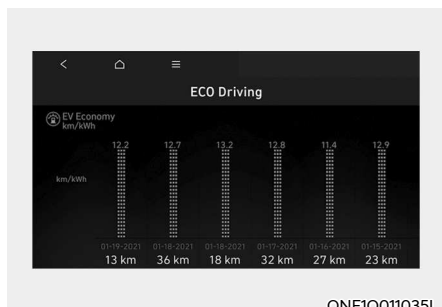 ECO Driving
EV Economy
km/kWh
12.2 12.7 13.2 12.8 11.4 12.9
km/kWh
01-19-2021 01-18-2021 01-18-2021 01-17-2021 01-16-2021 01-15-2021
13 km 36 km 18 km 32 km 27 km 23 km